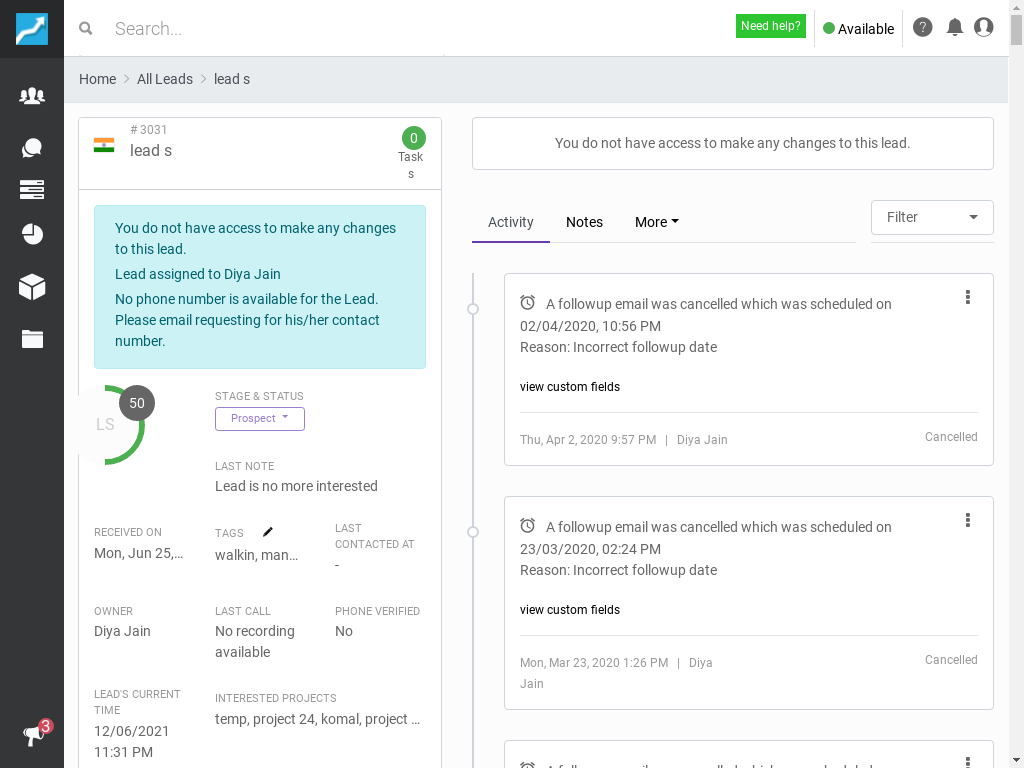 Search...
Need help?
Available
Home
All Leads
lead s
# 3031
lead s
0
Task
s
You do not have access to make any changes
to this lead.
Lead assigned to Diya Jain
No phone number is available for the Lead.
Please email requesting for his/her contact
number.
LS
50
STAGE & STATUS
Prospect
LAST NOTE
Lead is no more interested
RECEIVED ON
Mon, Jun 25,...
TAGS
walkin, man...
LAST
CONTACTED AT
-
OWNER
Diya Jain
LAST CALL
No recording
available
PHONE VERIFIED
No
LEAD'S CURRENT
TIME
12/06/2021
11:31 PM
INTERESTED PROJECTS
temp, project 24, komal, project ...
3
You do not have access to make any changes to this lead.
Activity
Notes
More
Filter
A followup email was cancelled which was scheduled on
02/04/2020, 10:56 PM
Reason: Incorrect followup date
view custom fields
Thu, Apr 2, 2020 9:57 PM | Diya Jain
Cancelled
A followup email was cancelled which was scheduled on
23/03/2020, 02:24 PM
Reason: Incorrect followup date
view custom fields
Mon, Mar 23, 2020 1:26 PM | Diya
Jain
Cancelled
A followup email was cancelled which was scheduled on